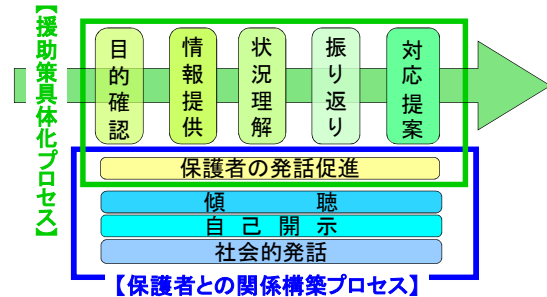 【援助策具体化プロセス】
目的確認
情報提供
状況理解
振り返り
対応提案
保護者の発話促進
傾　聴
自己開示
社会的発話
【保護者との関係構築プロセス】